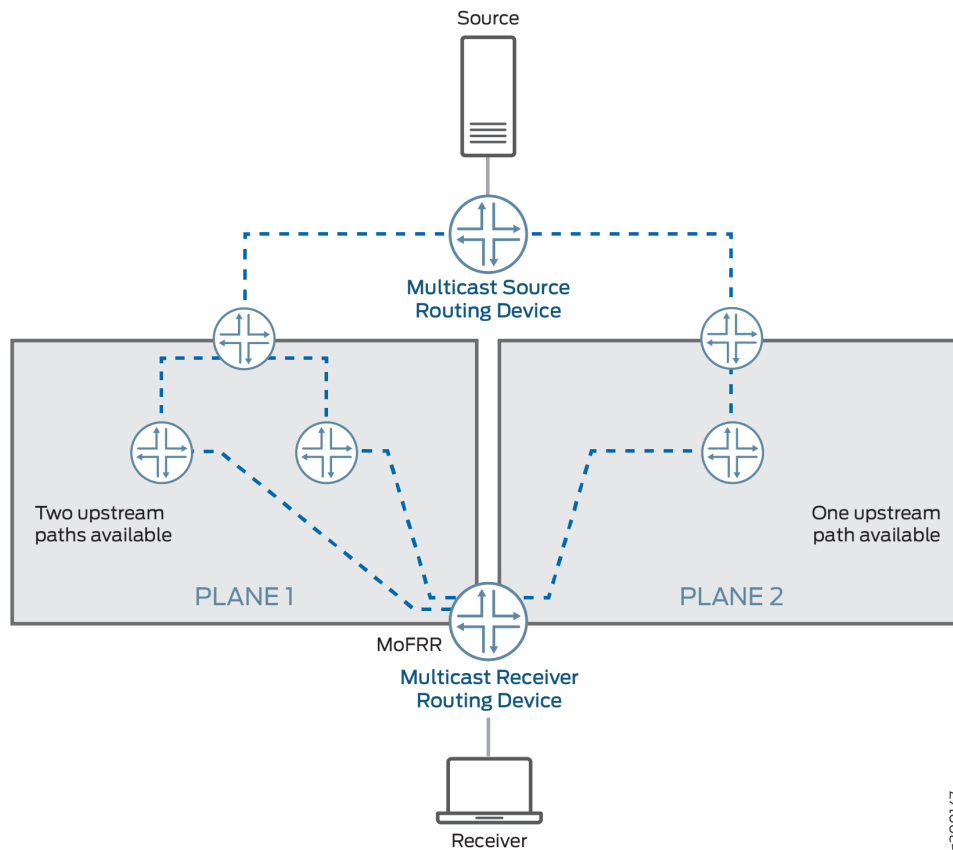 Source
Multicast Source
Routing Device
Two upstream
paths available
One upstream
path available
PLANE 1
PLANE 2
MoFRR
Multicast Receiver
Routing Device
Receiver